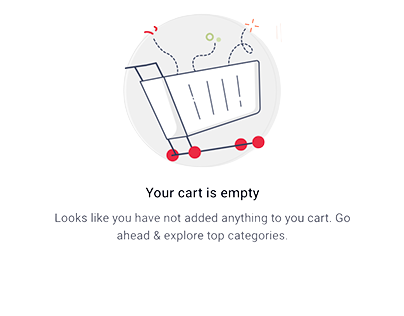 Your cart is empty
Looks like you have not added anything to you cart. Go
ahead & explore top categories.